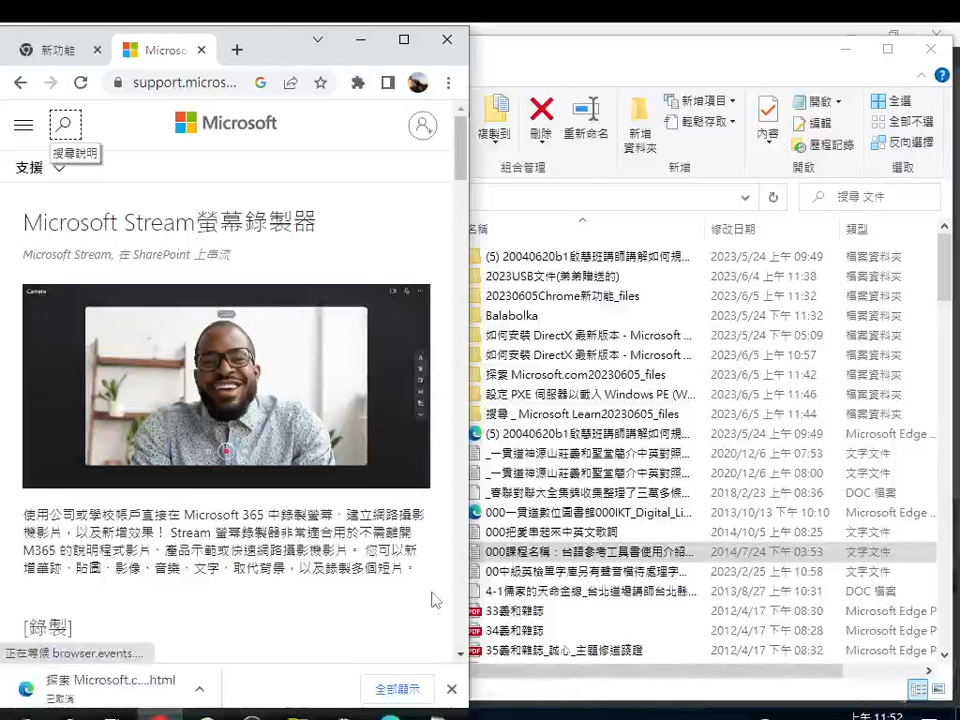 新功能
Microso
support.micros...
Microsoft
搜尋說明
支援
Microsoft Stream螢幕錄製器
Microsoft Stream, 在 SharePoint 上串流
Camera
使用公司或學校帳戶直接在 Microsoft 365 中錄製螢幕、建立網路攝影
機影片，以及新增效果！ Stream 螢幕錄製器非常適合用於不需離開
M365 的說明程式影片、產品示範或快速網路攝影機影片。 您可以新
增筆跡、貼圖、影像、音樂、文字、取代背景，以及錄製多個短片。
[錄製]
正在等候 browser.events....
探索 Microsoft.c....html
已取消
全部顯示
複製到
刪除
重新命名
新增
資料夾
新增項目
輕鬆存取
內容
開啟
編輯
歷程記錄
全選
全部不選
反向選擇
組合管理
新增
開啟
選取
搜尋 文件
名稱
修改日期
類型
(5) 20040620b1啟慧班講師講解如何規... 2023/5/24 上午 09:49 檔案資料夾
2023USB文件(弟弟贈送的) 2023/6/4 上午 11:38 檔案資料夾
20230605Chrome新功能_files 2023/6/5 上午 11:32 檔案資料夾
Balabolka 2023/5/24 下午 11:32 檔案資料夾
如何安裝 DirectX 最新版本 - Microsoft ... 2023/5/24 下午 05:09 檔案資料夾
如何安裝 DirectX 最新版本 - Microsoft ... 2023/6/5 上午 10:57 檔案資料夾
探索 Microsoft.com20230605_files 2023/6/5 上午 11:42 檔案資料夾
設定 PXE 伺服器以載入 Windows PE (W... 2023/6/5 上午 11:46 檔案資料夾
搜尋 _ Microsoft Learn20230605_files 2023/6/5 上午 11:44 檔案資料夾
(5) 20040620b1啟慧班講師講解如何規... 2023/5/24 上午 09:49 Microsoft Edge ...
_一貫道神源山莊義和聖堂簡介中英對照... 2020/12/6 上午 07:53 文字文件
_一貫道神源山莊義和聖堂簡介中英對照... 2020/12/6 上午 08:00 文字文件
_春聯對聯大全集錦收集整理了三萬多條... 2018/2/23 上午 08:36 DOC 檔案
000一貫道數位圖書館000IKT_Digital_Li... 2013/10/13 下午 10:10 Microsoft Edge ...
000把愛串起來中英文歌詞 2014/10/5 上午 08:25 文字文件
000課程名稱：台語參考工具書使用介紹... 2014/7/24 下午 03:53 文字文件
00中級英檢單字庫另有聲音檔待處理字... 2023/2/25 上午 10:58 文字文件
4-1儒家的天命金線_台北道場講師台北縣... 2013/8/27 上午 10:31 文字文件
33義和雜誌 2012/4/17 下午 08:30 Microsoft Edge P
34義和雜誌 2012/4/17 下午 08:28 Microsoft Edge P
35義和雜誌_誠心_主題修道認證 2012/4/17 下午 08:32 Microsoft Edge P
上午 11:52